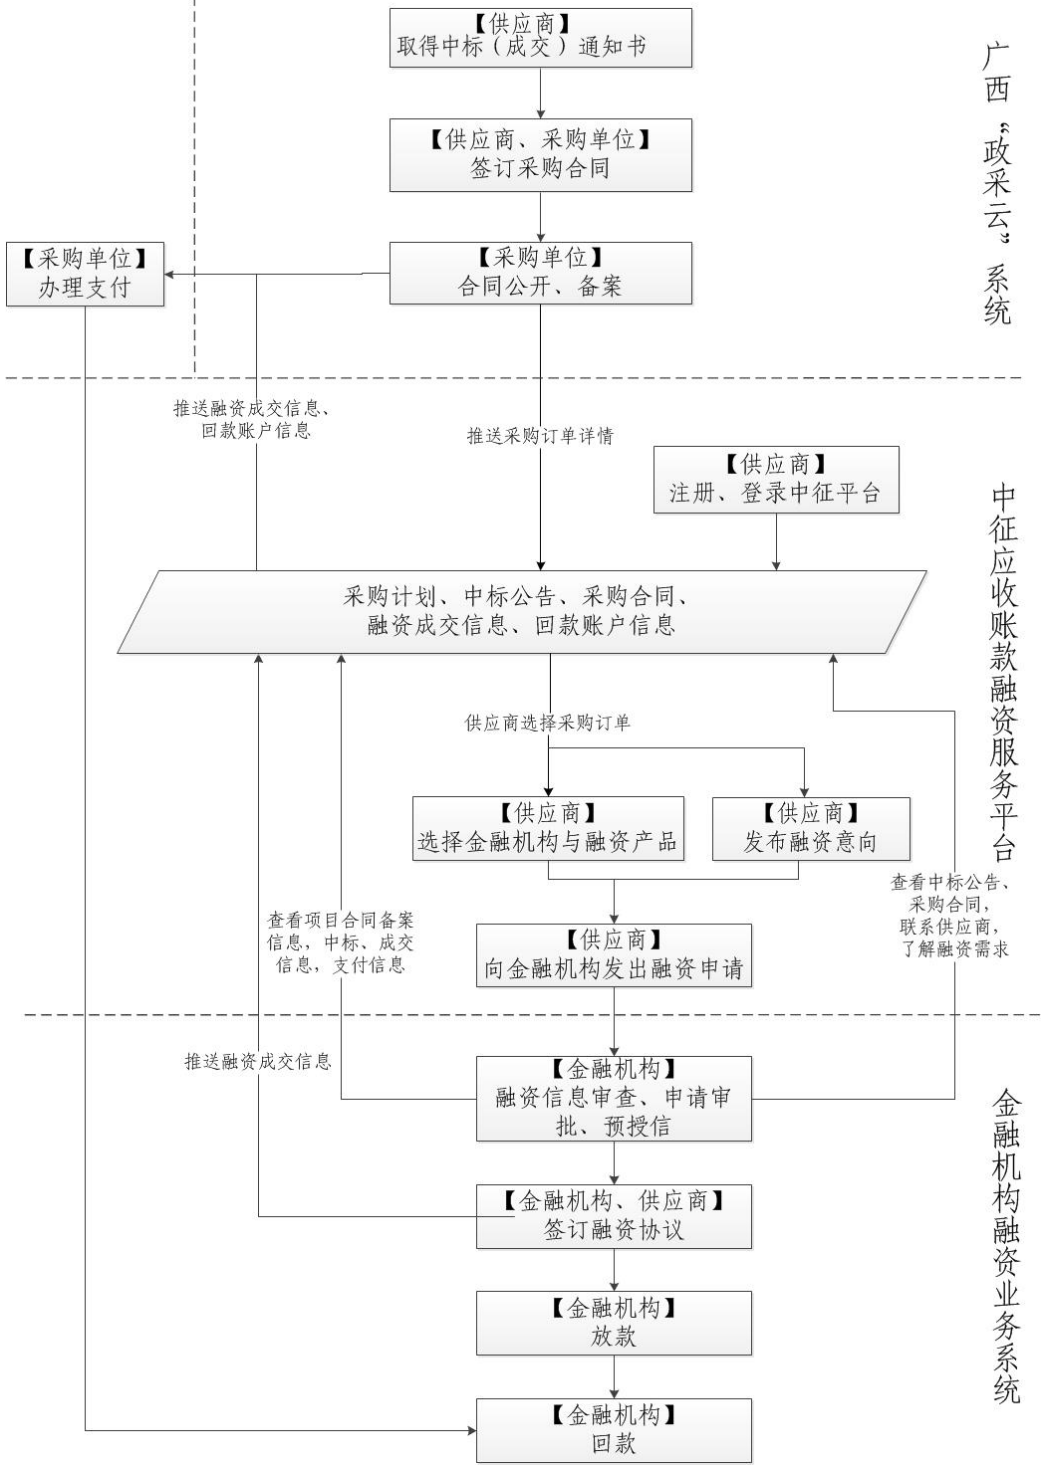 【供应商】
取得中标（成交）通知书
【供应商、采购单位】
签订采购合同
【采购单位】
合同公开、备案
【采购单位】
办理支付
广西“政采云”系统
推送融资成交信息、
回款账户信息
推送采购订单详情
【供应商】
注册、登录中征平台
采购计划、中标公告、采购合同、
融资成交信息、回款账户信息
供应商选择采购订单
【供应商】
选择金融机构与融资产品
【供应商】
发布融资意向
中征应收账款融资服务平台
查看中标公告、
采购合同，
联系供应商，
了解融资需求
查看项目合同备案
信息，中标、成交
信息，支付信息
【供应商】
向金融机构发出融资申请
推送融资成交信息
【金融机构】
融资信息审查、申请审
批、预授信
【金融机构、供应商】
签订融资协议
【金融机构】
放款
【金融机构】
回款
金融机构融资业务系统